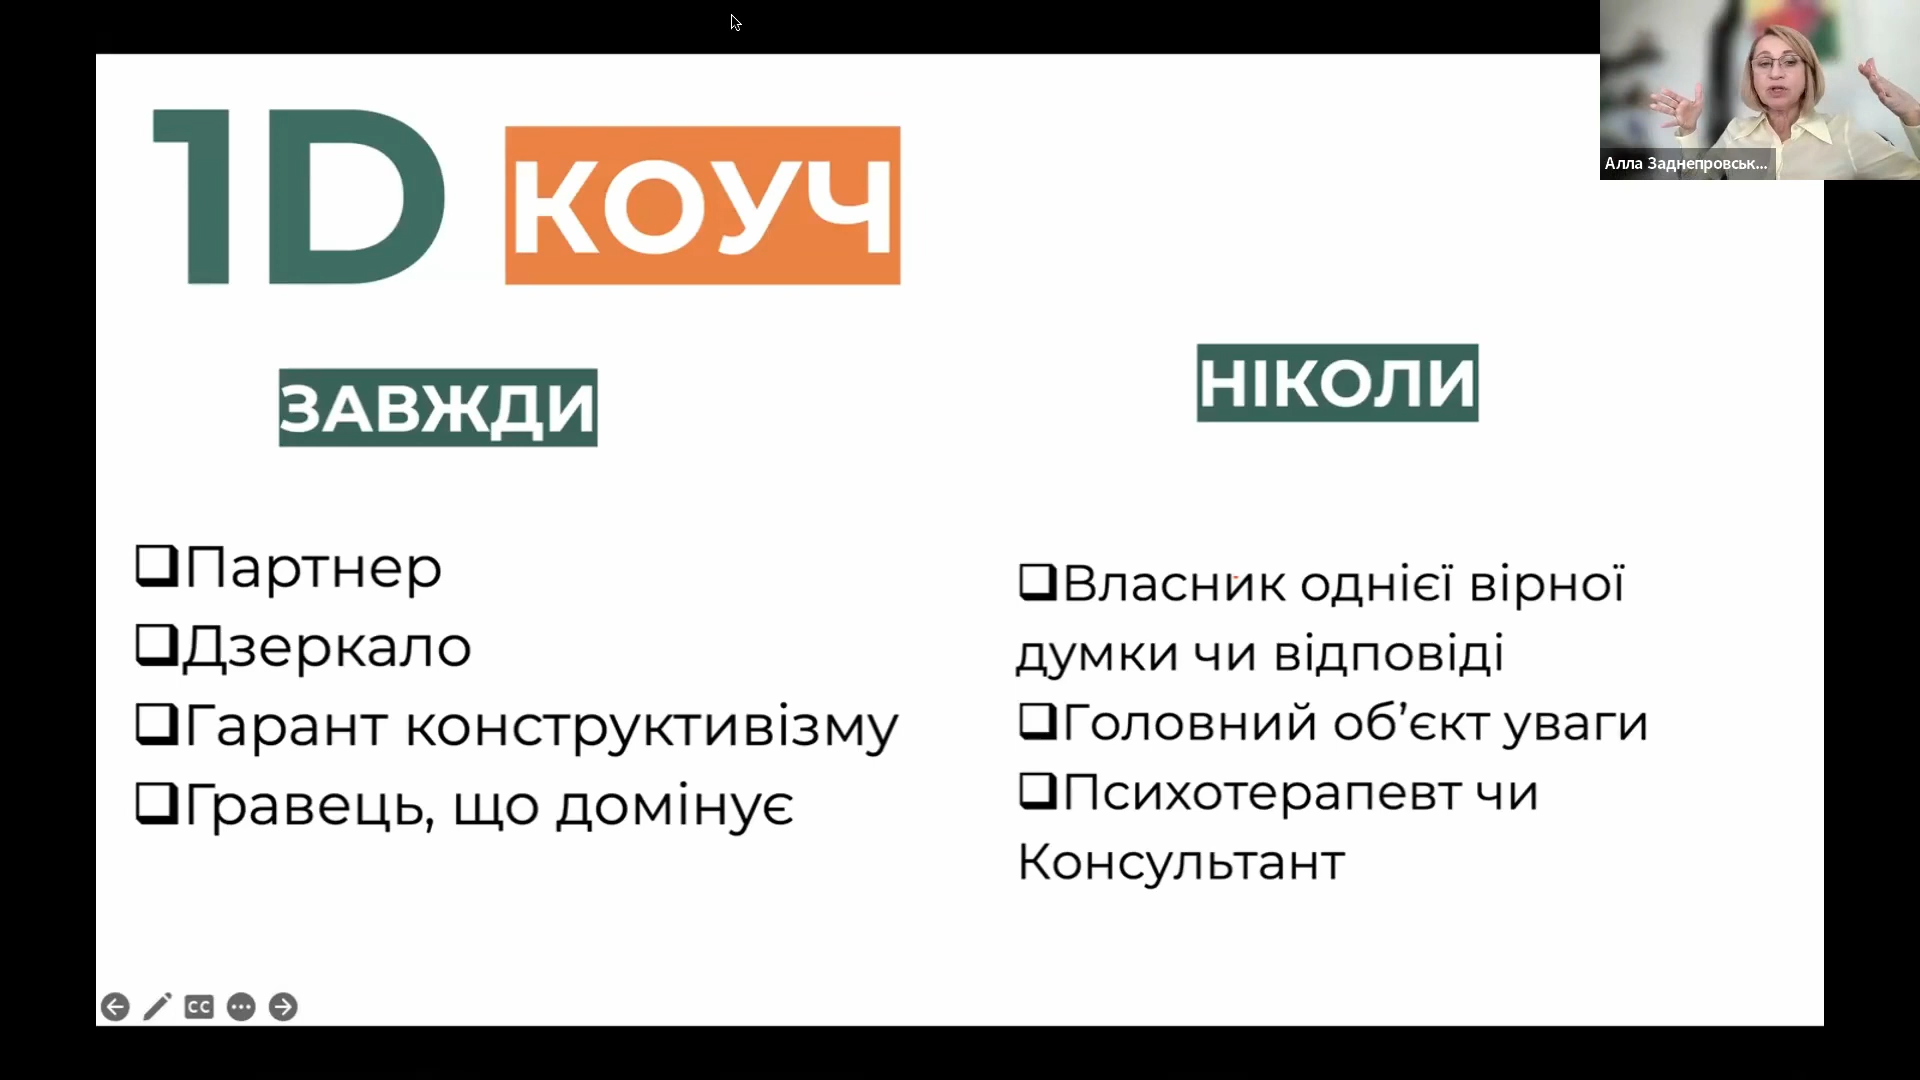 1D КОУЧ
Алла Заднепровськ...
ЗАВЖДИ
❑Партнер
❑Дзеркало
❑Гарант конструктивізму
❑Гравець, що домінує
НІКОЛИ
❑Власник однієї вірної
думки чи відповіді
❑Головний об’єкт уваги
❑Психотерапевт чи
Консультант
CC